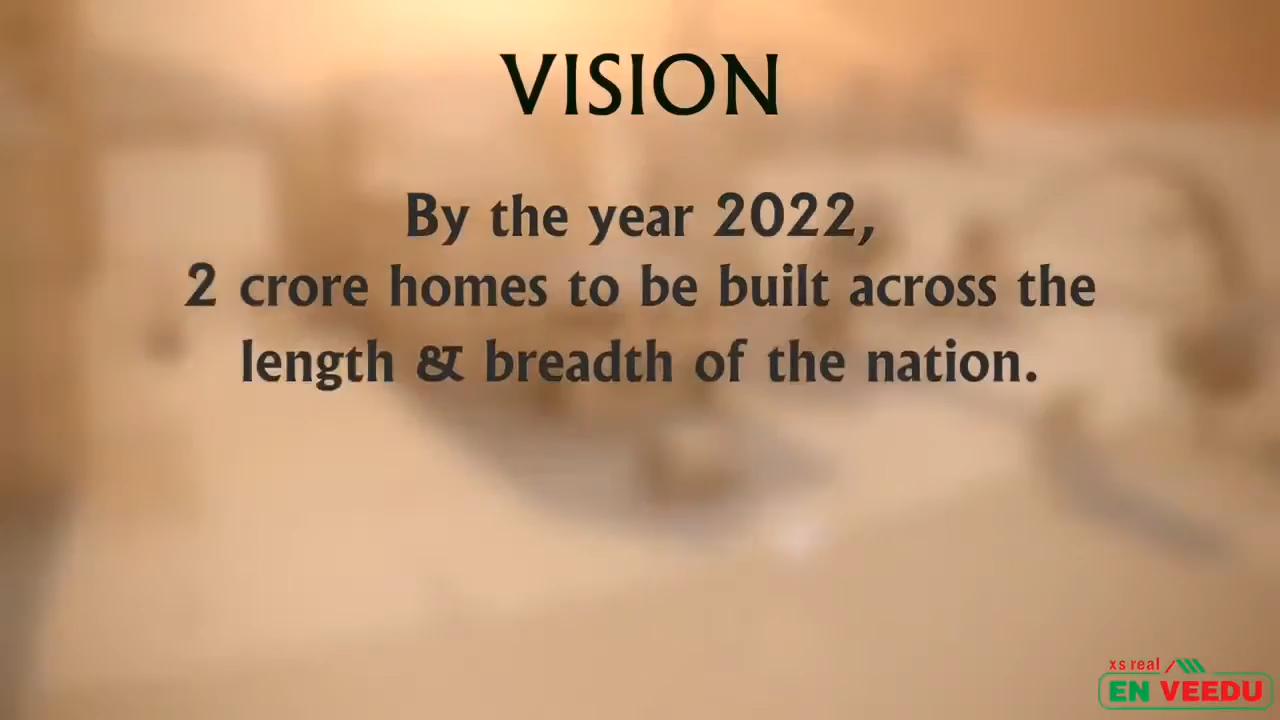 VISION
By the year 2022,
2 crore homes to be built across the
length & breadth of the nation.
xs real
EN VEEDU